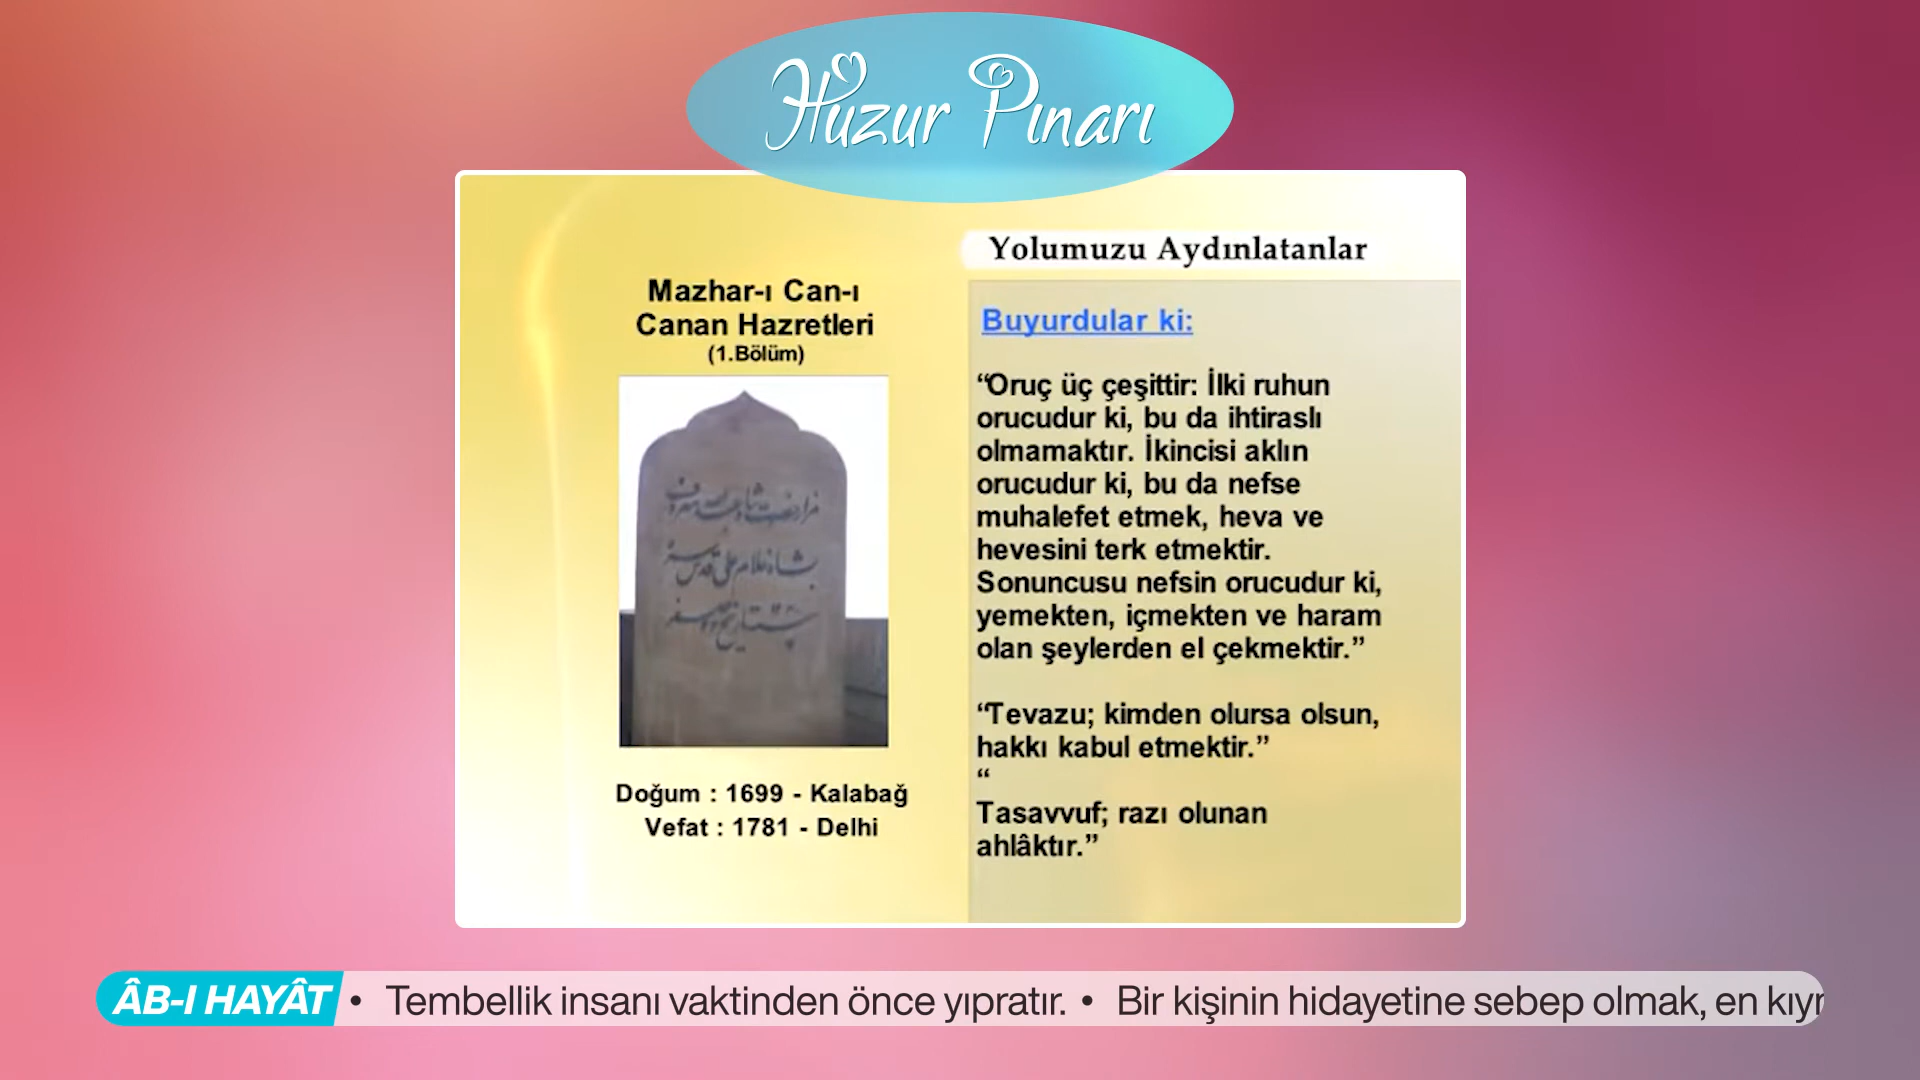 Huzur Pınarı
Yolumuzu Aydınlatanlar
Mazhar-ı Can-ı
Canan Hazretleri
(1.Bölüm)
Doğum : 1699 - Kalabağ
Vefat : 1781 - Delhi
Buyurdular ki:
“Oruç üç çeşittir: İlki ruhun
orucudur ki, bu da ihtiraslı
olmamaktır. İkincisi aklın
orucudur ki, bu da nefse
muhalefet etmek, heva ve
hevesini terk etmektir.
Sonuncusu nefsin orucudur ki,
yemekten, içmekten ve haram
olan şeylerden el çekmektir.”
“Tevazu; kimden olursa olsun,
hakkı kabul etmektir.”
“
Tasavvuf; razı olunan
ahlâktır.”
ÂB-I HAYÂT • Tembellik insanı vaktinden önce yıpratır. • Bir kişinin hidayetine sebep olmak, en